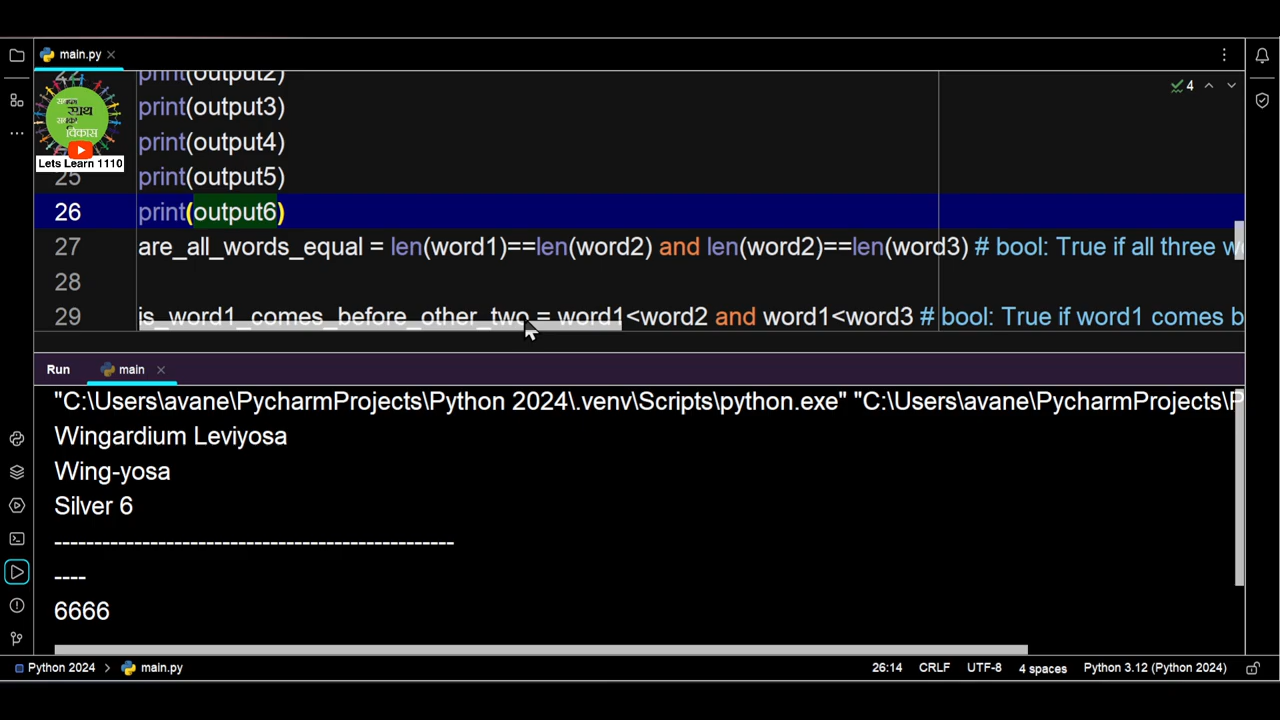 main.py
22 print(output2)
print(output3)
print(output4)
25 print(output5)
26 print(output6)
27 are_all_words_equal = len(word1)==len(word2) and len(word2)==len(word3) # bool: True if all three w
28
29 is_word1_comes_before_other_two = word1<word2 and word1<word3 # bool: True if word1 comes b
4
विकास
Lets Learn 1110
Run main
"C:\Users\avane\PycharmProjects\Python 2024\.venv\Scripts\python.exe" "C:\Users\avane\PycharmProjects\P
Wingardium Leviyosa
Wing-yosa
Silver 6
--------------------------------------------------
----
6666
Python 2024 > main.py 26:14 CRLF UTF-8 4 spaces Python 3.12 (Python 2024)